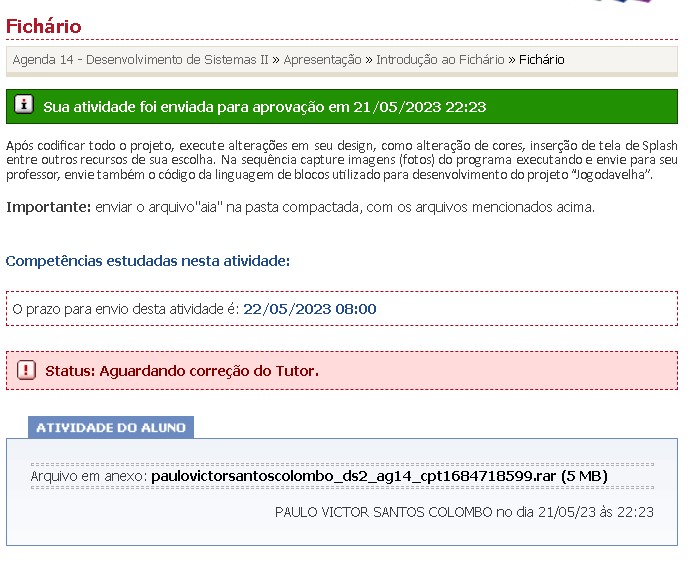 Fichário
Agenda 14 - Desenvolvimento de Sistemas II » Apresentação » Introdução ao Fichário » Fichário
Sua atividade foi enviada para aprovação em 21/05/2023 22:23
Após codificar todo o projeto, execute alterações em seu design, como alteração de cores, inserção de tela de Splash
entre outros recursos de sua escolha. Na sequência capture imagens (fotos) do programa executando e envie para seu
professor, envie também o código da linguagem de blocos utilizado para desenvolvimento do projeto “Jogodavelha”.
Importante: enviar o arquivo"aia" na pasta compactada, com os arquivos mencionados acima.
Competências estudadas nesta atividade:
O prazo para envio desta atividade é: 22/05/2023 08:00
Status: Aguardando correção do Tutor.
ATIVIDADE DO ALUNO
Arquivo em anexo: paulovictorsantoscolombo_ds2_ag14_cpt1684718599.rar (5 MB)
PAULO VICTOR SANTOS COLOMBO no dia 21/05/23 às 22:23